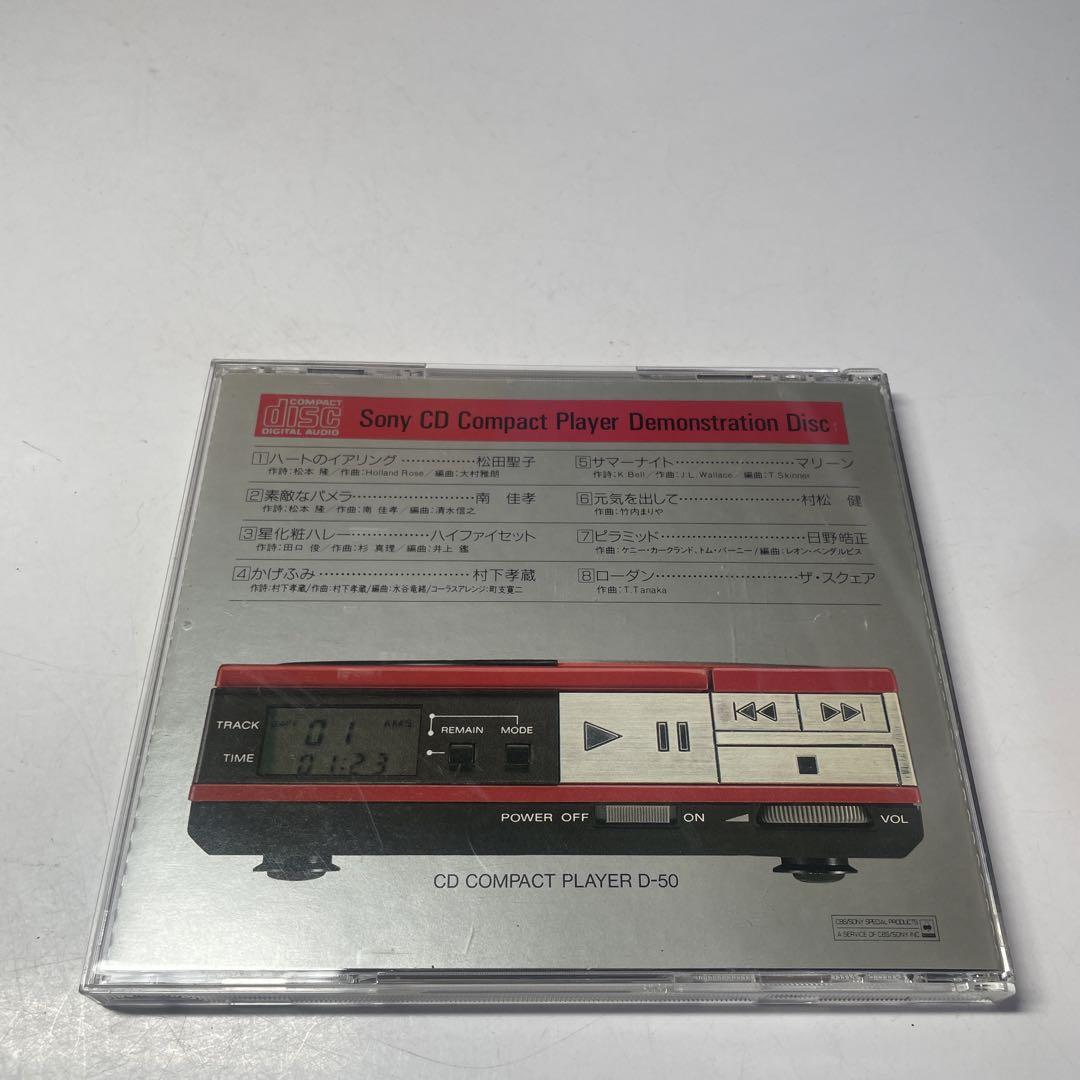 COMPACT
disc
DIGITAL AUDIO
Sony CD Compact Player Demonstration Disc
1 ハートのイアリング …………… 松田聖子
作詩:松本 隆/作曲:Holland Rose/編曲:大村雅朗
2 素敵なパメラ…………………… 南 佳孝
作詩:松本 隆/作曲:南 佳孝/編曲:清水信之
3 星化粧ハレー…………… ハイファイセット
作詩:田口 俊/作曲:杉 真理/編曲:井上 鑑
4 かげふみ ………………………… 村下孝蔵
作詩:村下孝蔵/作曲:村下孝蔵/編曲:水谷竜緒/コーラスアレンジ:町支寛二
5 サマーナイト…………………… マリーン
作詩:K.Bell/作曲:J.L.Wallace/編曲:T.Skinner
6 元気を出して…………………… 村松 健
作曲:竹内まりや
7 ピラミッド……………………… 日野皓正
作曲:ケニー・カークランド、トム・バーニー/編曲:レオン・ペンダルビス
8 ローダン………………………… ザ・スクェア
作曲:T.Tanaka
TRACK
01
AMS
TIME
01:23
REMAIN
MODE
POWER OFF
ON
VOL
CD COMPACT PLAYER D-50
CBS/SONY SPECIAL PRODUCTS
A SERVICE OF CBS/SONY INC